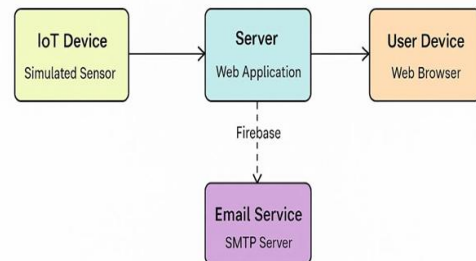 IoT Device
Simulated Sensor
Server
Web Application
User Device
Web Browser
Firebase
Email Service
SMTP Server